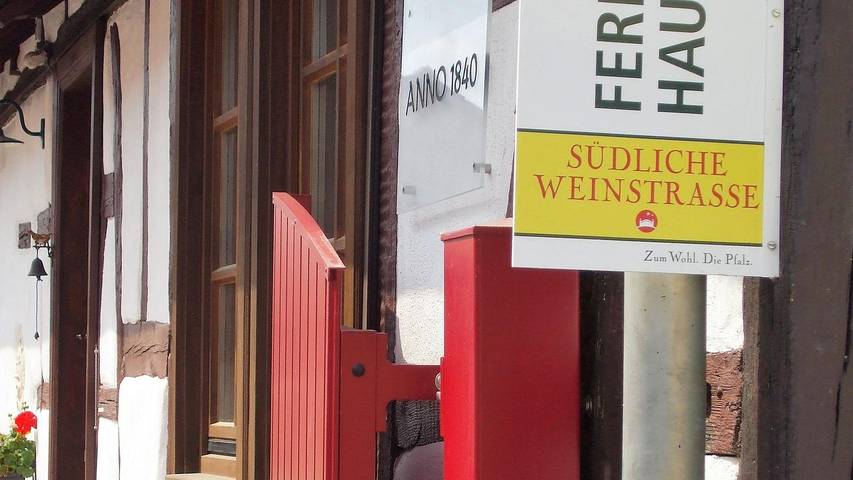 ANNO 1840
FERI
HAU
SÜDLICHE
WEINSTRASSE
Zum Wohl. Die Pfalz.